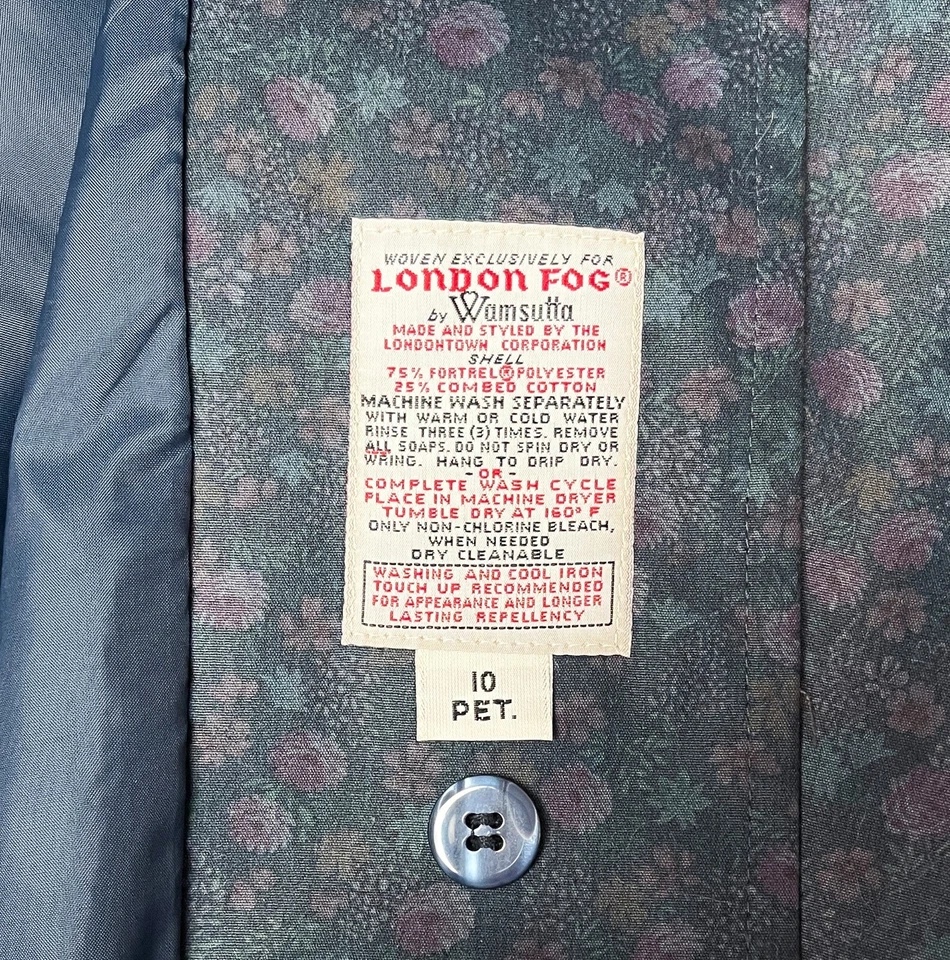 WOVEN EXCLUSIVELY FOR
LONDON FOG®
by Wamsutta
MADE AND STYLED BY THE
LONDONTOWN CORPORATION
SHELL
75% FORTREL® POLYESTER
25% COMBED COTTON
MACHINE WASH SEPARATELY
WITH WARM OR COLD WATER
RINSE THREE (3) TIMES. REMOVE
ALL SOAPS. DO NOT SPIN DRY OR
WRING. HANG TO DRIP DRY.
- OR -
COMPLETE WASH CYCLE
PLACE IN MACHINE DRYER
TUMBLE DRY AT 160° F
ONLY NON-CHLORINE BLEACH,
WHEN NEEDED
DRY CLEANABLE
WASHING AND COOL IRON
TOUCH UP RECOMMENDED
FOR APPEARANCE AND LONGER
LASTING REPELLENCY
10
PET.